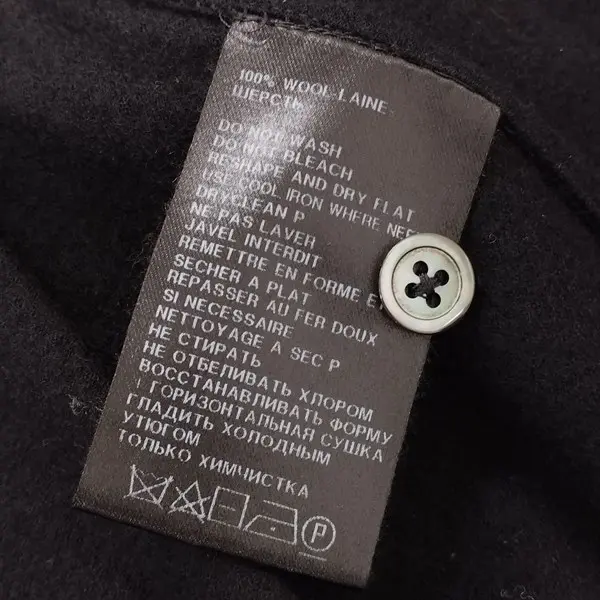 100% WOOL-LAINE-
ШЕРСТЬ
DO NOT WASH
DO NOT BLEACH
RESHAPE AND DRY FLAT
USE COOL IRON WHERE
DRYCLEAN P
NE PAS LAVER
JAVEL INTERDIT
REMETTRE EN FORME
SECHER A PLAT
REPASSER AU FER DOUX
SI NECESSAIRE
NETTOYAGE A SEC P
НЕ СТИРАТЬ
НЕ ОТБЕЛИВАТЬ ХЛОРОМ
ВОССТАНАВЛИВАТЬ ФОРМУ
ГОРИЗОНТАЛЬНАЯ СУШКА
ГЛАДИТЬ ХОЛОДНЫМ
УТЮГОМ
ТОЛЬКО ХИМЧИСТКА
P